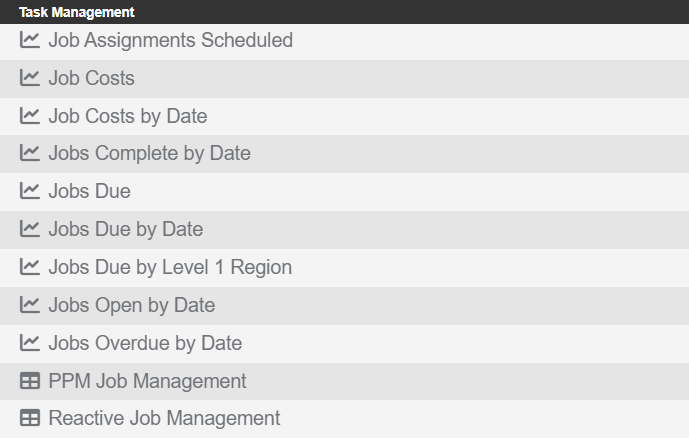 Task Management
Job Assignments Scheduled
Job Costs
Job Costs by Date
Jobs Complete by Date
Jobs Due
Jobs Due by Date
Jobs Due by Level 1 Region
Jobs Open by Date
Jobs Overdue by Date
PPM Job Management
Reactive Job Management